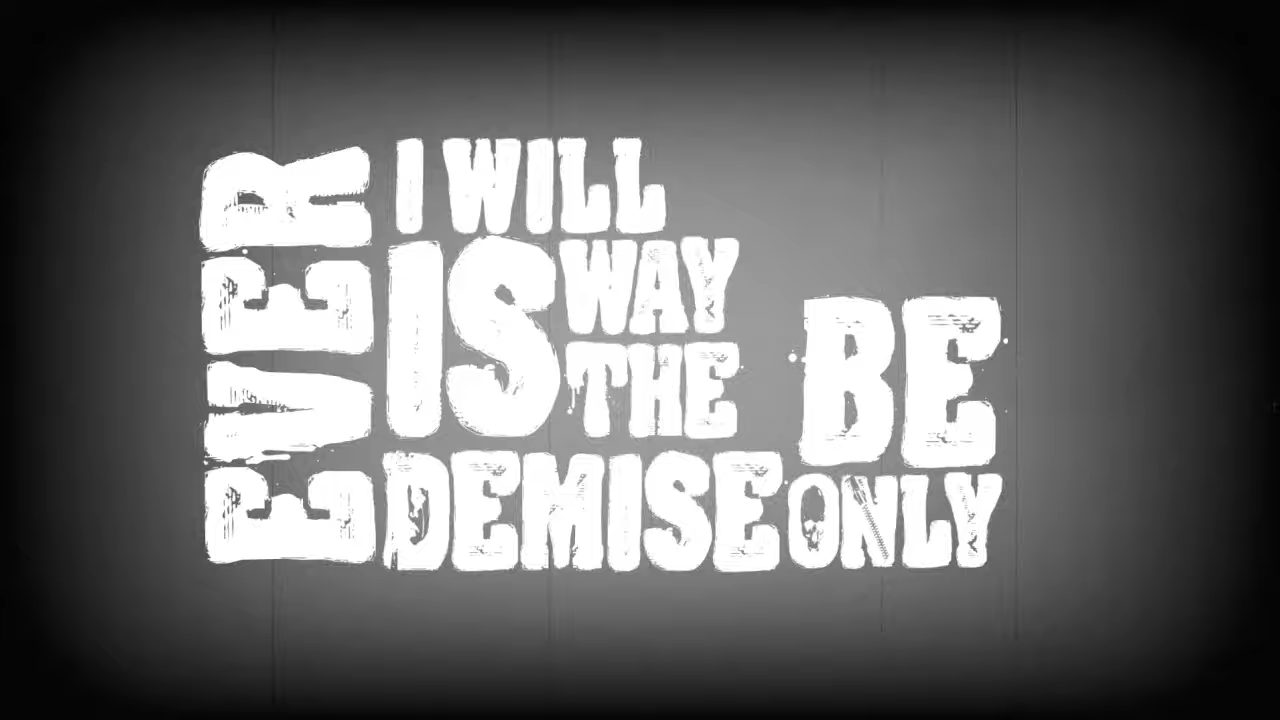 EVER
I WILL
IS WAY
THE
BE
DEMISE ONLY